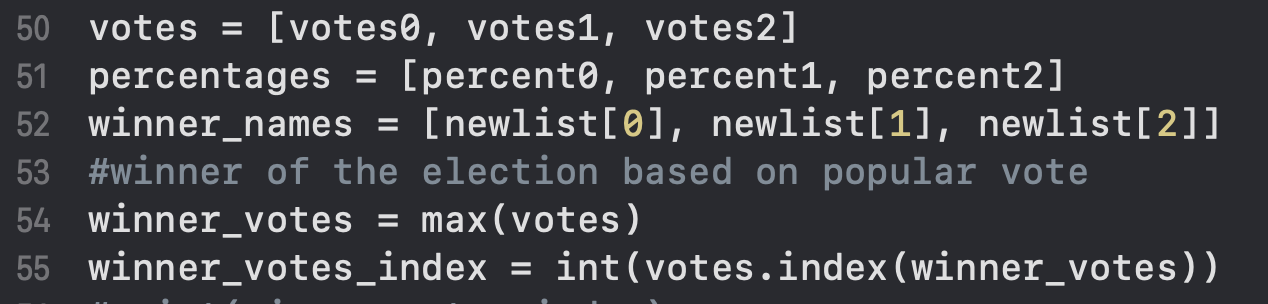 50 votes = [votes0, votes1, votes2]
51 percentages = [percent0, percent1, percent2]
52 winner_names = [newlist[0], newlist[1], newlist[2]]
53 #winner of the election based on popular vote
54 winner_votes = max(votes)
55 winner_votes_index = int(votes.index(winner_votes))